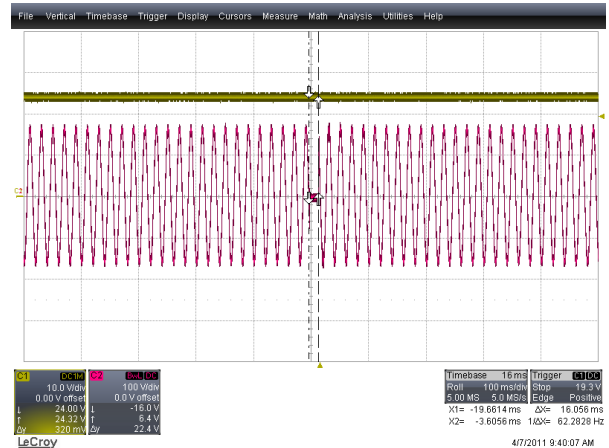 File Vertical Timebase Trigger Display Cursors Measure Math Analysis Utilities Help
C2
C1 DC1M
10.0 V/div
0.00 V offset
↓ 24.00 V
↑ 24.32 V
Δy 320 mV
C2 BwL DC
100 V/div
0.0 V offset
↓ -16.0 V
↑ 6.4 V
Δy 22.4 V
Timebase 16 ms
Roll 100 ms/div
5.00 MS 5.0 MS/s
Trigger C1 DC
Stop 19.3 V
Edge Positive
X1= -19.6614 ms ΔX= 16.056 ms
X2= -3.6056 ms 1/ΔX= 62.2828 Hz
LeCroy
4/7/2011 9:40:07 AM